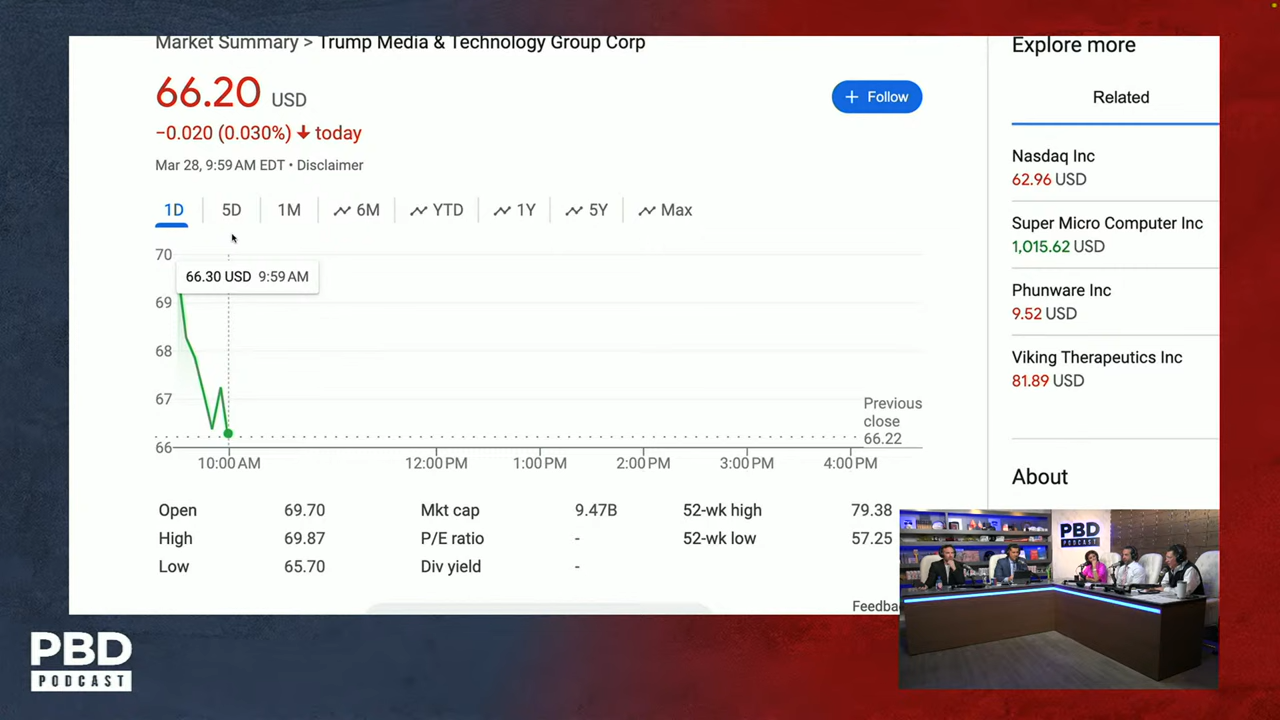 Market Summary > Trump Media & Technology Group Corp
66.20 USD
−0.020 (0.030%) ↓ today
Mar 28, 9:59 AM EDT • Disclaimer
+ Follow
1D 5D 1M 6M YTD 1Y 5Y Max
70
66.30 USD 9:59 AM
69
68
67
66
Previous
close
66.22
10:00 AM 12:00 PM 1:00 PM 2:00 PM 3:00 PM 4:00 PM
Open 69.70 Mkt cap 9.47B 52-wk high 79.38
High 69.87 P/E ratio - 52-wk low 57.25
Low 65.70 Div yield -
Explore more
Related
Nasdaq Inc
62.96 USD
Super Micro Computer Inc
1,015.62 USD
Phunware Inc
9.52 USD
Viking Therapeutics Inc
81.89 USD
About
PBD
PODCAST
PBD
PODCAST